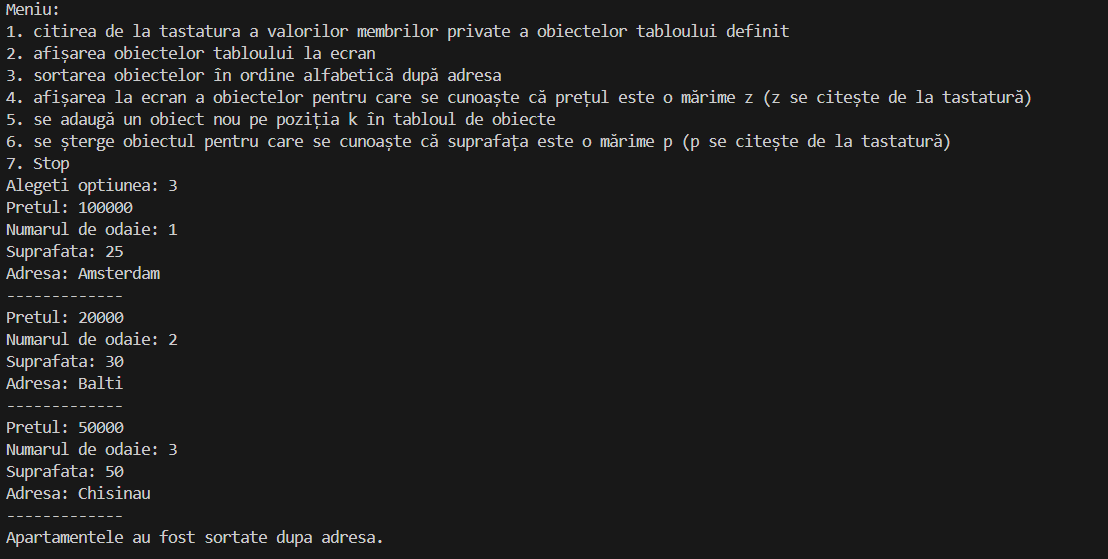 Meniu:
1. citirea de la tastatura a valorilor membrilor private a obiectelor tabloului definit
2. afișarea obiectelor tabloului la ecran
3. sortarea obiectelor în ordine alfabetică după adresa
4. afișarea la ecran a obiectelor pentru care se cunoaște că prețul este o mărime z (z se citește de la tastatură)
5. se adaugă un obiect nou pe poziția k în tabloul de obiecte
6. se șterge obiectul pentru care se cunoaște că suprafața este o mărime p (p se citește de la tastatură)
7. Stop
Alegeti optiunea: 3
Pretul: 100000
Numarul de odaie: 1
Suprafata: 25
Adresa: Amsterdam
-------------
Pretul: 20000
Numarul de odaie: 2
Suprafata: 30
Adresa: Balti
-------------
Pretul: 50000
Numarul de odaie: 3
Suprafata: 50
Adresa: Chisinau
-------------
Apartamentele au fost sortate dupa adresa.